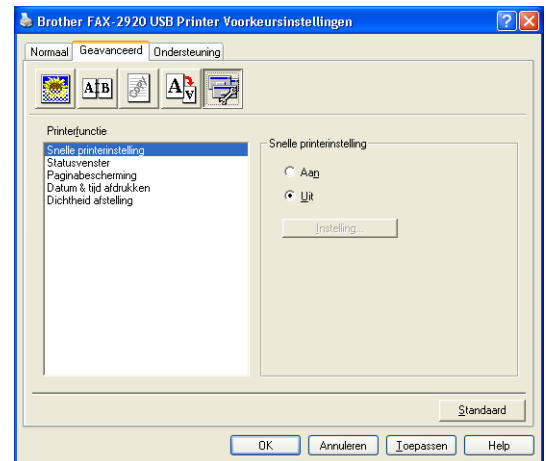 Brother FAX-2920 USB Printer Voorkeursinstellingen
Normaal Geavanceerd Ondersteuning
A B A V
Printerfunctie
Snelle printerinstelling
Statusvenster
Paginabescherming
Datum & tijd afdrukken
Dichtheid afstelling
Snelle printerinstelling
Aan
Uit
Instelling...
Standaard
OK Annuleren Toepassen Help